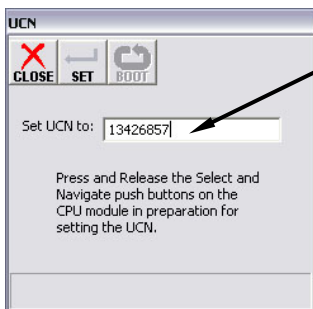 UCN
CLOSE SET BOOT
Set UCN to: 13426857
Press and Release the Select and
Navigate push buttons on the
CPU module in preparation for
setting the UCN.